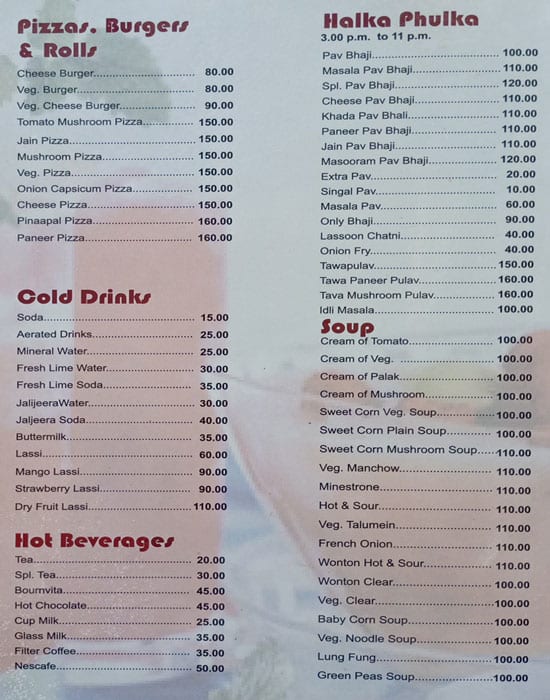 Pizzas. Burgers
& Rolls
Cheese Burger................................ 80.00
Veg. Burger..................................... 80.00
Veg. Cheese Burger........................ 90.00
Tomato Mushroom Pizza............... 150.00
Jain Pizza........................................150.00
Mushroom Pizza.............................150.00
Veg. Pizza.......................................150.00
Onion Capsicum Pizza...................150.00
Cheese Pizza..................................150.00
Pinaapal Pizza................................160.00
Paneer Pizza...................................160.00
Cold Drinks
Soda................................................ 15.00
Aerated Drinks................................. 25.00
Mineral Water................................... 25.00
Fresh Lime Water............................ 30.00
Fresh Lime Soda............................. 35.00
JaljeeraWater................................... 30.00
Jaljeera Soda................................... 40.00
Buttermilk......................................... 35.00
Lassi................................................. 60.00
Mango Lassi..................................... 90.00
Strawberry Lassi.............................. 90.00
Dry Fruit Lassi.................................110.00
Hot Beverages
Tea................................................... 20.00
Spl. Tea............................................ 30.00
Bournvita.......................................... 45.00
Hot Chocolate.................................. 45.00
Cup Milk........................................... 25.00
Glass Milk........................................ 35.00
Filter Coffee..................................... 35.00
Nescafe............................................ 50.00
Halka Phulka
3.00 p.m. to 11 p.m.
Pav Bhaji........................................ 100.00
Masala Pav Bhaji............................110.00
Spl. Pav Bhaji................................. 120.00
Cheese Pav Bhaji...........................110.00
Khada Pav Bhali.............................110.00
Paneer Pav Bhaji............................110.00
Jain Pav Bhaji.................................110.00
Masooram Pav Bhaji.......................120.00
Extra Pav......................................... 20.00
Singal Pav........................................ 10.00
Masala Pav...................................... 60.00
Only Bhaji......................................... 90.00
Lassoon Chatni................................ 40.00
Onion Fry......................................... 40.00
Tawapulav.......................................150.00
Tawa Paneer Pulav........................ 160.00
Tava Mushroom Pulav....................160.00
Idli Masala.......................................100.00
Soup
Cream of Tomato............................ 100.00
Cream of Veg. ............................... 100.00
Cream of Palak............................... 100.00
Cream of Mushroom....................... 100.00
Sweet Corn Veg. Soup...................100.00
Sweet Corn Plain Soup.................. 100.00
Sweet Corn Mushroom Soup......110.00
Veg. Manchow................................ 110.00
Minestrone...................................... 110.00
Hot & Sour...................................... 110.00
Veg. Talumein................................. 110.00
French Onion.................................. 110.00
Wonton Hot & Sour........................ 110.00
Wonton Clear.................................. 100.00
Veg. Clear....................................... 100.00
Baby Corn Soup............................. 100.00
Veg. Noodle Soup.......................... 100.00
Lung Fung...................................... 100.00
Green Peas Soup...........................100.00